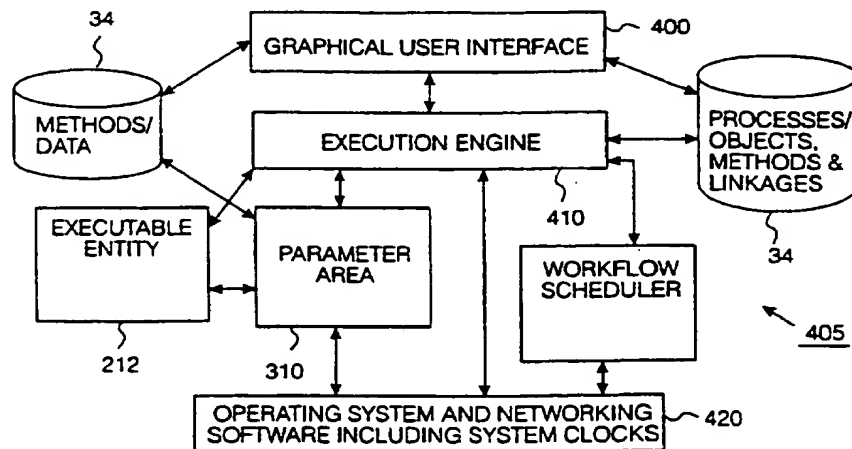 34
GRAPHICAL USER INTERFACE
400
METHODS/
DATA
EXECUTION ENGINE
410
PROCESSES/
OBJECTS,
METHODS &
LINKAGES
34
EXECUTABLE
ENTITY
212
PARAMETER
AREA
310
WORKFLOW
SCHEDULER
405
OPERATING SYSTEM AND NETWORKING
SOFTWARE INCLUDING SYSTEM CLOCKS
420